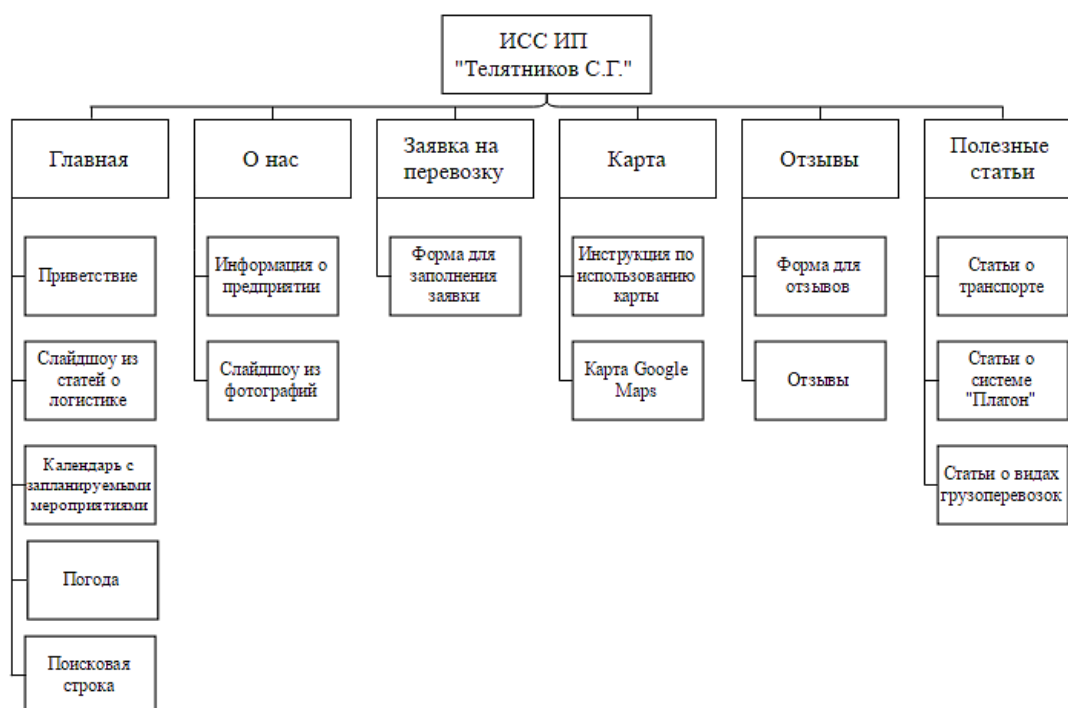 ИСС ИП
"Телятников С.Г."
Главная
О нас
Заявка на
перевозку
Карта
Отзывы
Полезные
статьи
Приветствие
Информация о
предприятии
Форма для
заполнения
заявки
Инструкция по
использованию
карты
Форма для
отзывов
Статьи о
транспорте
Слайдшоу из
статей о
логистике
Слайдшоу из
фотографий
Карта Google
Maps
Отзывы
Статьи о
системе
"Платон"
Календарь с
запланируемыми
мероприятиями
Статьи о видах
грузоперевозок
Погода
Поисковая
строка